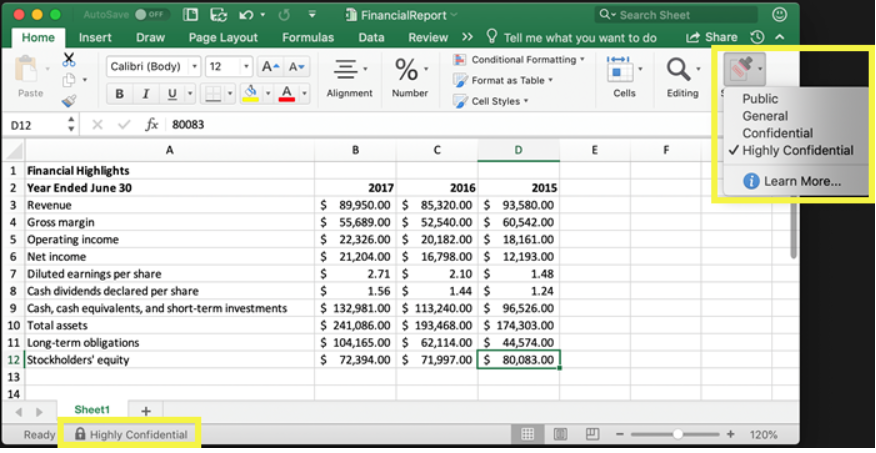 AutoSave OFF FinancialReport Search Sheet
Home Insert Draw Page Layout Formulas Data Review >> Tell me what you want to do Share
Paste
Calibri (Body) 12 A A
B I U A
Alignment
% Number
Conditional Formatting
Format as Table
Cell Styles
Cells
Editing
Public
General
Confidential
✓ Highly Confidential
Learn More...
D12 fx 80083
A B C D E F
1 Financial Highlights
2 Year Ended June 30 2017 2016 2015
3 Revenue $ 89,950.00 $ 85,320.00 $ 93,580.00
4 Gross margin $ 55,689.00 $ 52,540.00 $ 60,542.00
5 Operating income $ 22,326.00 $ 20,182.00 $ 18,161.00
6 Net income $ 21,204.00 $ 16,798.00 $ 12,193.00
7 Diluted earnings per share $ 2.71 $ 2.10 $ 1.48
8 Cash dividends declared per share $ 1.56 $ 1.44 $ 1.24
9 Cash, cash equivalents, and short-term investments $ 132,981.00 $ 113,240.00 $ 96,526.00
10 Total assets $ 241,086.00 $ 193,468.00 $ 174,303.00
11 Long-term obligations $ 104,165.00 $ 62,114.00 $ 44,574.00
12 Stockholders' equity $ 72,394.00 $ 71,997.00 $ 80,083.00
13
14
Sheet1 +
Ready Highly Confidential − + 120%